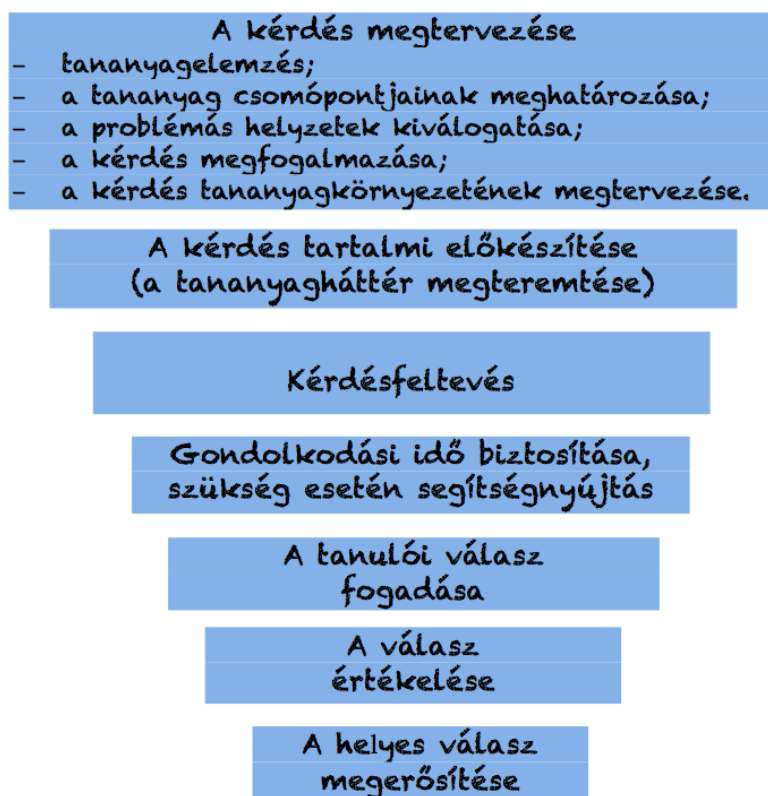 A kérdés megtervezése
- tananyagelemzés;
- a tananyag csomópontjainak meghatározása;
- a problémás helyzetek kiválogatása;
- a kérdés megfogalmazása;
- a kérdés tananyagkörnyezetének megtervezése.
A kérdés tartalmi előkészítése
(a tananyagháttér megteremtése)
Kérdésfeltevés
Gondolkodási idő biztosítása,
szükség esetén segítségnyújtás
A tanulói válasz
fogadása
A válasz
értékelése
A helyes válasz
megerősítése